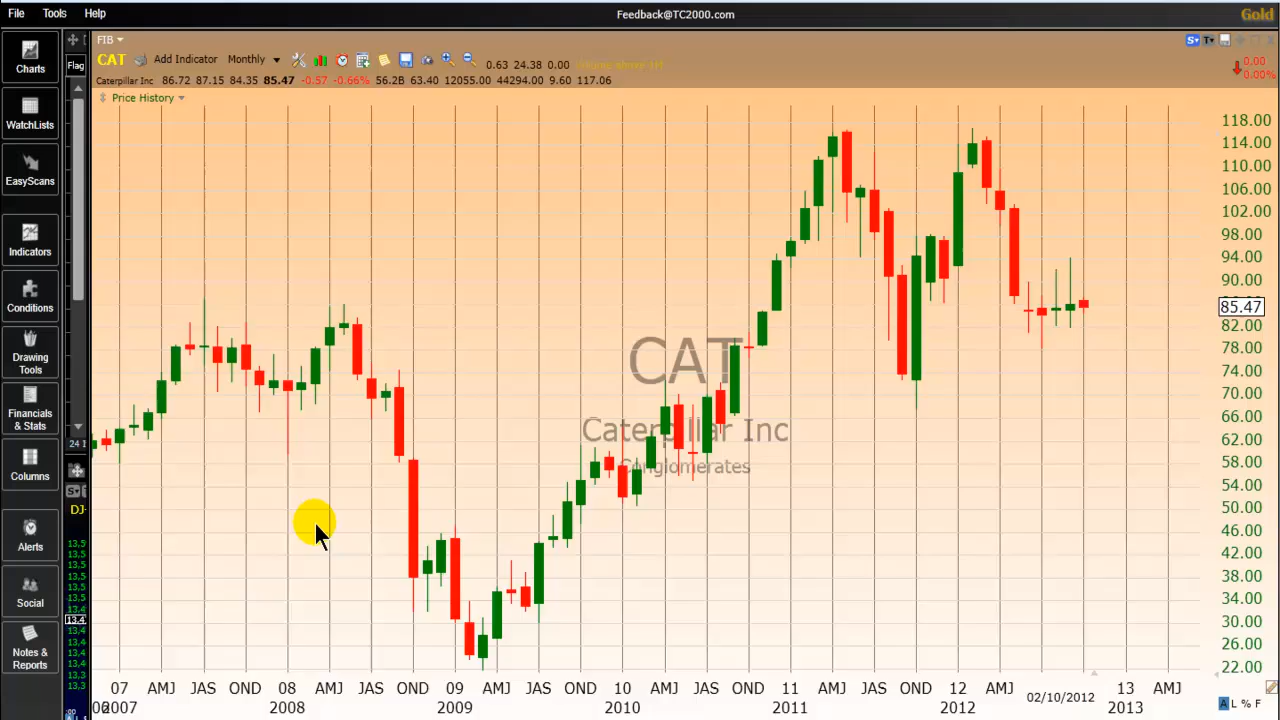 File Tools Help Feedback@TC2000.com Gold
FIB
CAT Add Indicator Monthly 0.63 24.38 0.00 Volume above 1M
Caterpillar Inc 86.72 87.15 84.35 85.47 -0.57 -0.66% 56.2B 63.40 12055.00 44294.00 9.60 117.06
0.00
0.00%
Price History
Flag
Charts
WatchLists
EasyScans
Indicators
Conditions
Drawing
Tools
Financials
& Stats
Columns
Alerts
Social
Notes &
Reports
CAT
Caterpillar Inc
Conglomerates
118.00
114.00
110.00
106.00
102.00
98.00
94.00
90.00
85.47
82.00
78.00
74.00
70.00
66.00
62.00
58.00
54.00
50.00
46.00
42.00
38.00
34.00
30.00
26.00
22.00
07 AMJ JAS OND 08 AMJ JAS OND 09 AMJ JAS OND 10 AMJ JAS OND 11 AMJ JAS OND 12 AMJ 02/10/2012 13 AMJ
2007 2008 2009 2010 2011 2012 2013
A L % F